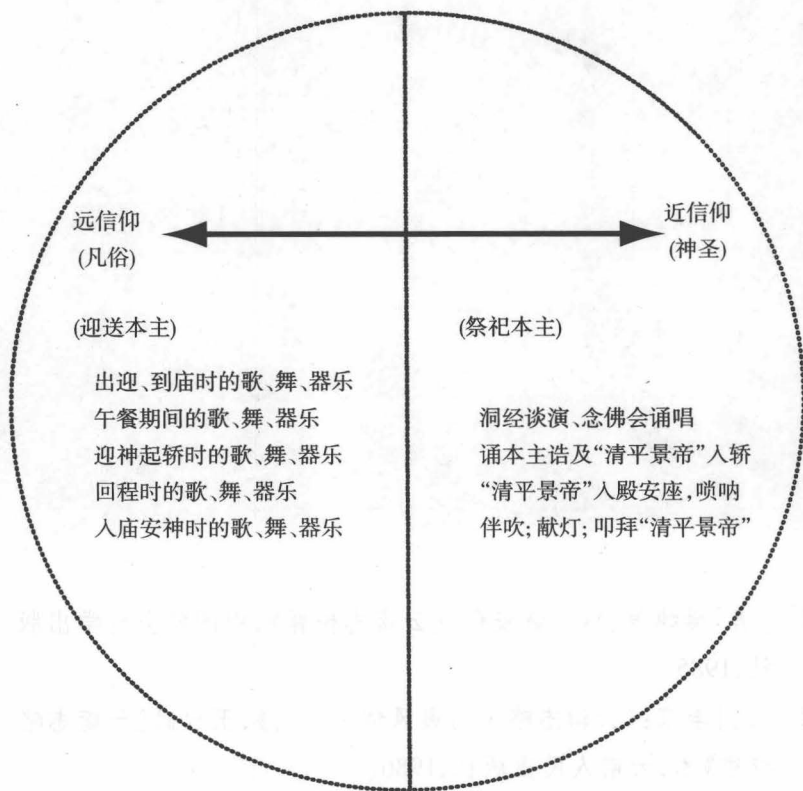 远信仰
(凡俗)
近信仰
(神圣)
(迎送本主)
出迎、到庙时的歌、舞、器乐
午餐期间的歌、舞、器乐
迎神起轿时的歌、舞、器乐
回程时的歌、舞、器乐
入庙安神时的歌、舞、器乐
(祭祀本主)
洞经谈演、念佛会诵唱
诵本主诰及“清平景帝”入轿
“清平景帝”入殿安座，唢呐
伴吹；献灯；叩拜“清平景帝”